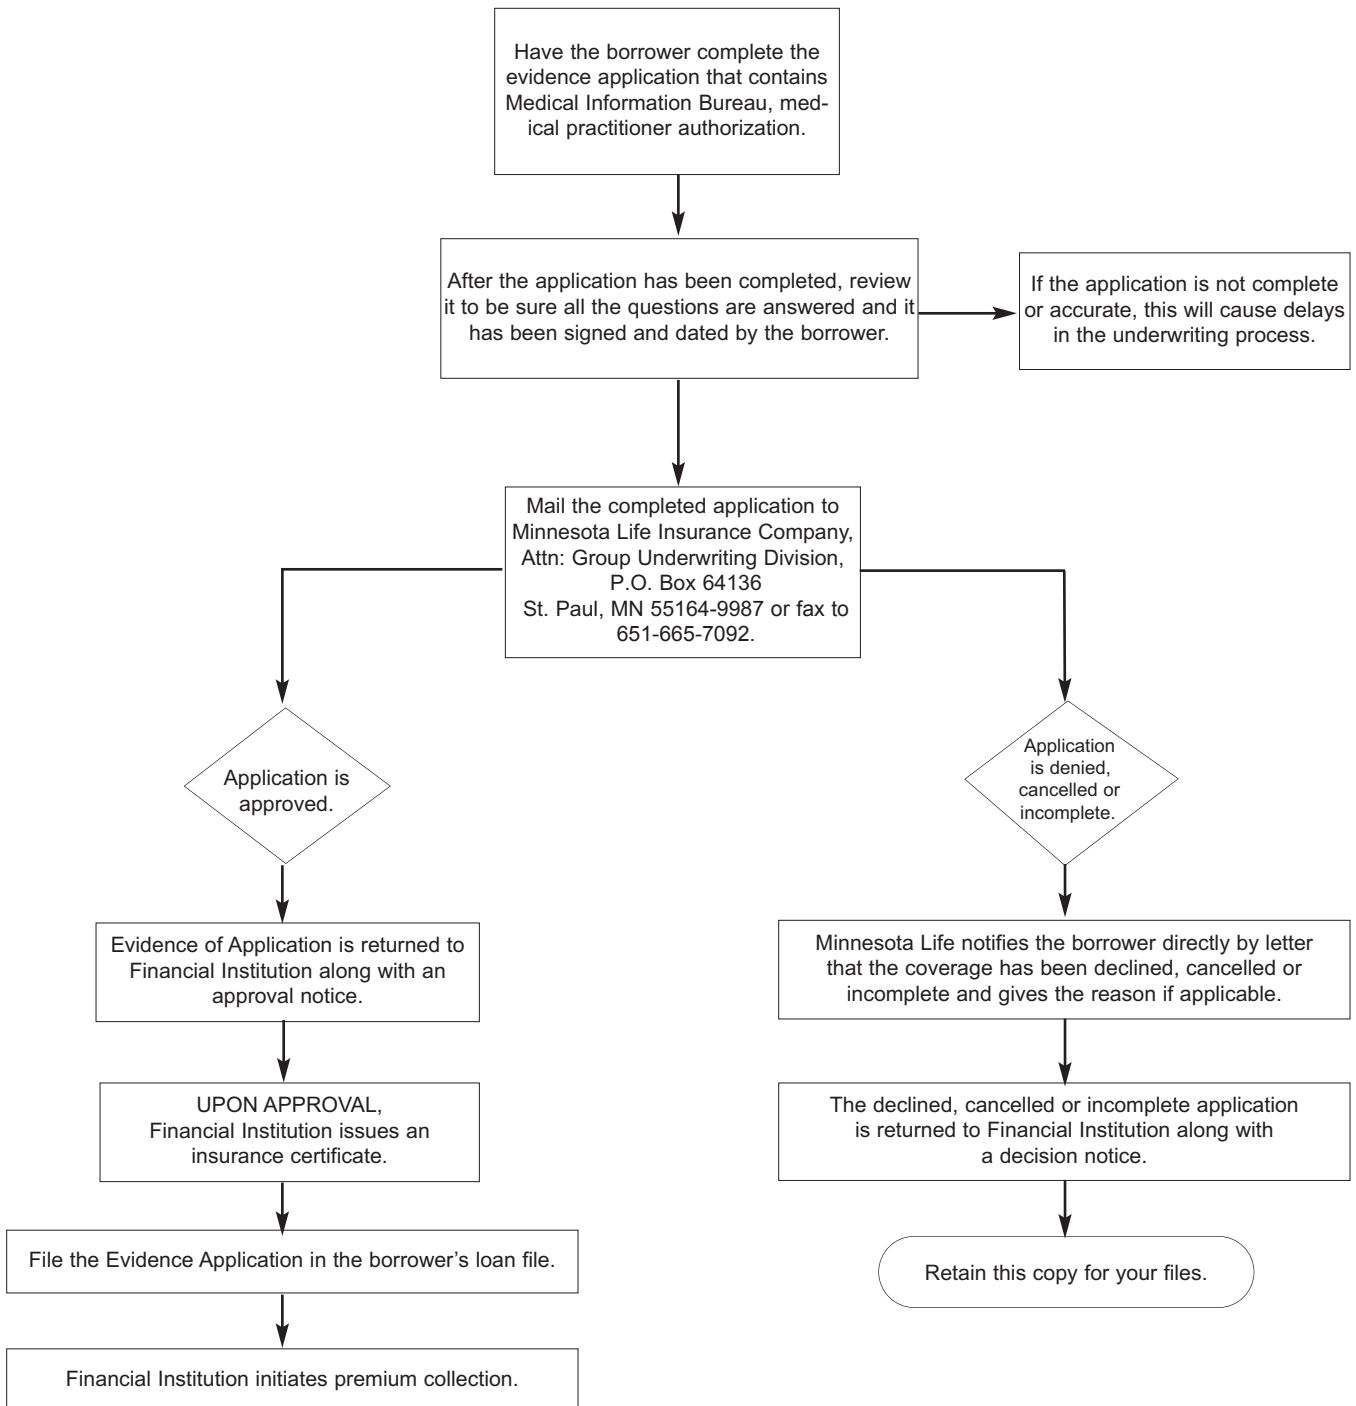 Have the borrower complete the
evidence application that contains
Medical Information Bureau, med-
ical practitioner authorization.
After the application has been completed, review
it to be sure all the questions are answered and it
has been signed and dated by the borrower.
If the application is not complete
or accurate, this will cause delays
in the underwriting process.
Mail the completed application to
Minnesota Life Insurance Company,
Attn: Group Underwriting Division,
P.O. Box 64136
St. Paul, MN 55164-9987 or fax to
651-665-7092.
Application is
approved.
Application
is denied,
cancelled or
incomplete.
Evidence of Application is returned to
Financial Institution along with an
approval notice.
Minnesota Life notifies the borrower directly by letter
that the coverage has been declined, cancelled or
incomplete and gives the reason if applicable.
UPON APPROVAL,
Financial Institution issues an
insurance certificate.
The declined, cancelled or incomplete application
is returned to Financial Institution along with
a decision notice.
File the Evidence Application in the borrower’s loan file.
Retain this copy for your files.
Financial Institution initiates premium collection.